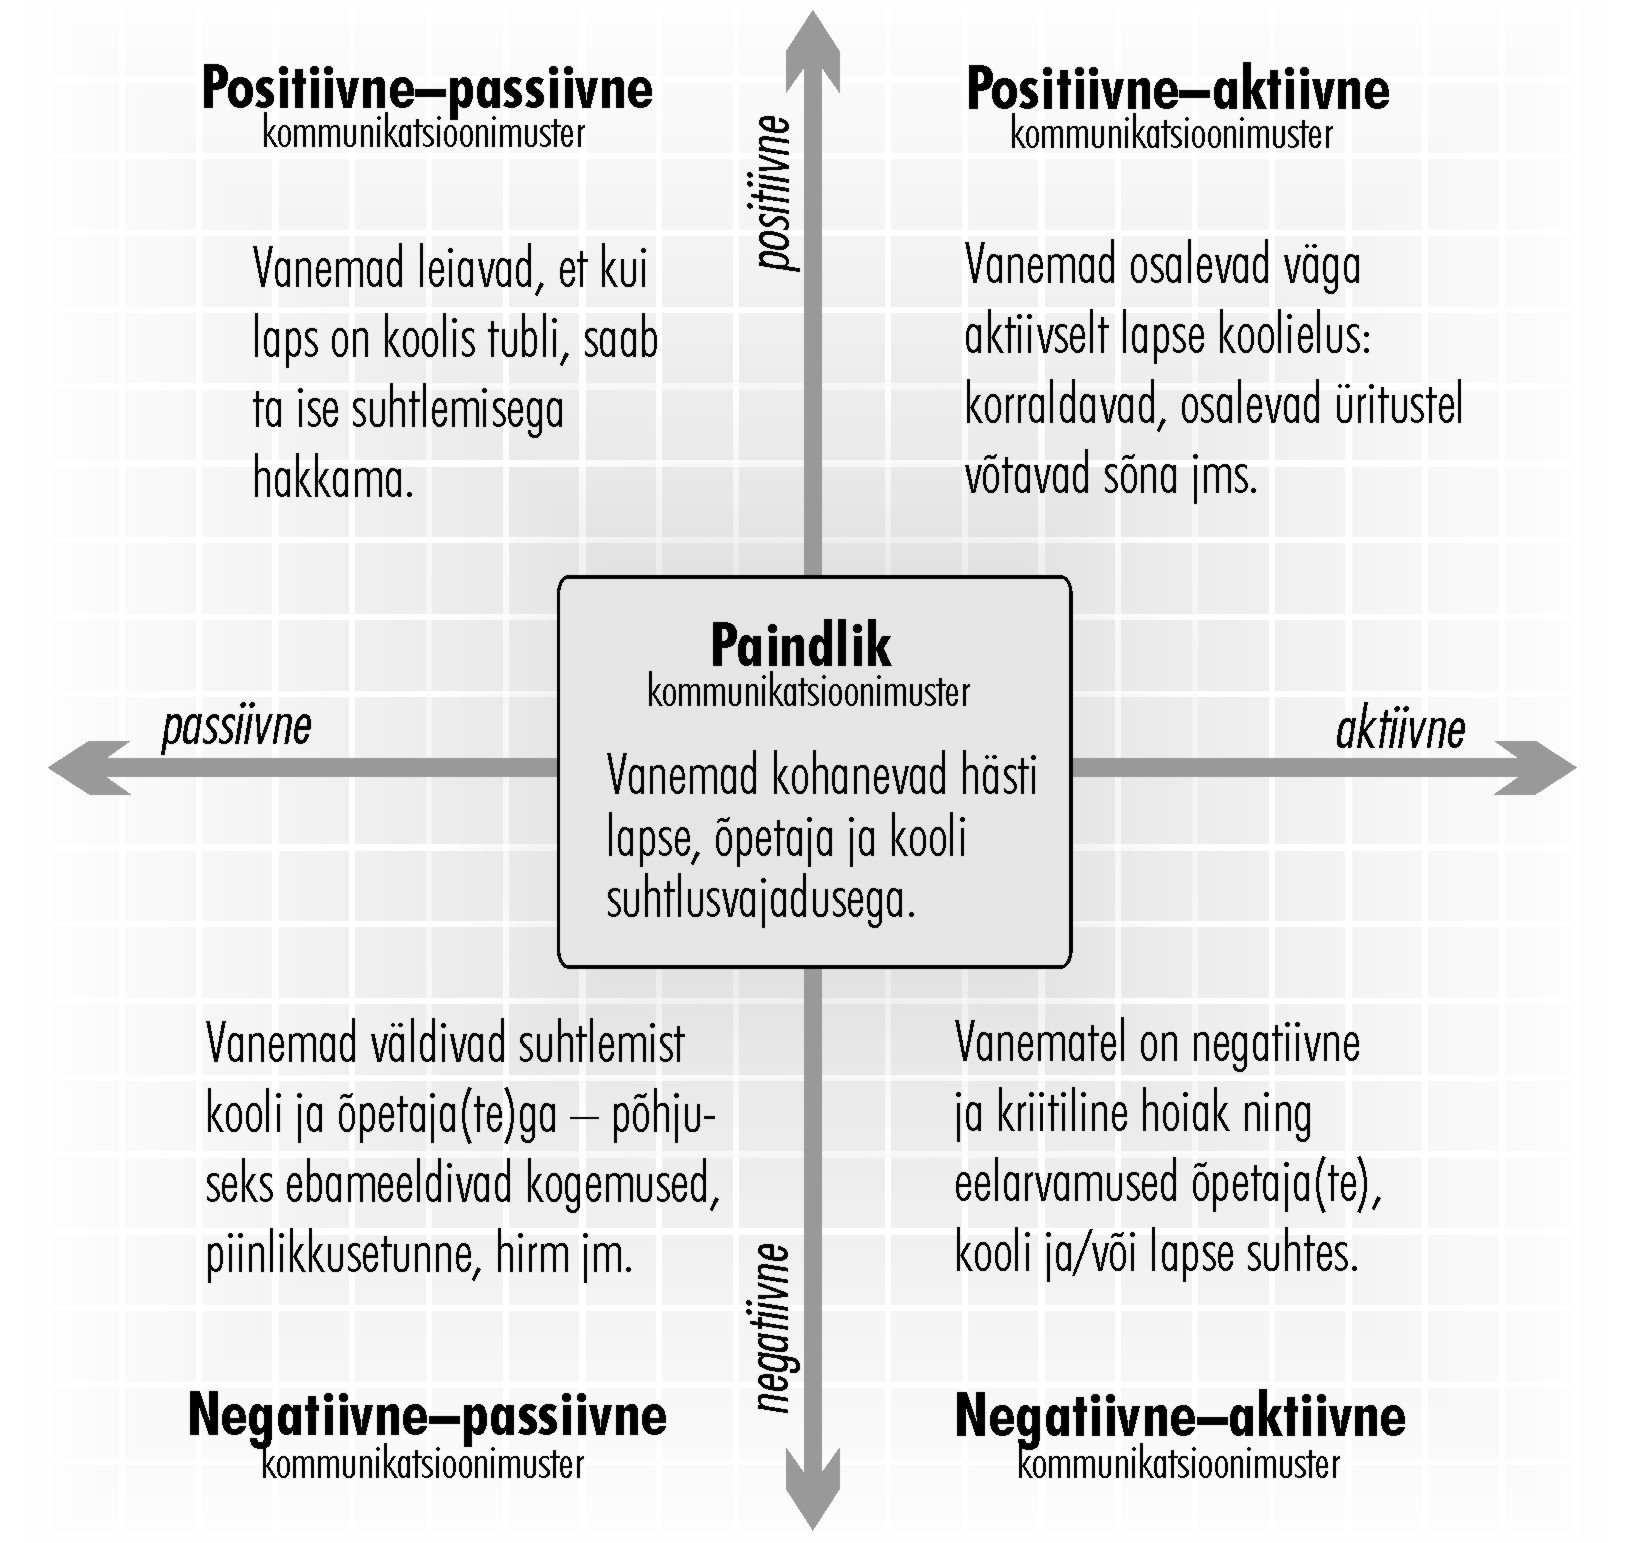 Positiivne–passiivne
kommunikatsioonimuster
Vanemad leiavad, et kui
laps on koolis tubli, saab
ta ise suhtlemisega
hakkama.
positiivne
Positiivne–aktiivne
kommunikatsioonimuster
Vanemad osalevad väga
aktiivselt lapse koolielus:
korraldavad, osalevad üritustel
võtavad sõna jms.
passiivne
Paindlik
kommunikatsioonimuster
Vanemad kohanevad hästi
lapse, õpetaja ja kooli
suhtlusvajadusega.
aktiivne
Vanemad väldivad suhtlemist
kooli ja õpetaja(te)ga – põhju-
seks ebameeldivad kogemused,
piinlikkusetunne, hirm jm.
Negatiivne–passiivne
kommunikatsioonimuster
negatiivne
Vanematel on negatiivne
ja kriitiline hoiak ning
eelarvamused õpetaja(te),
kooli ja/või lapse suhtes.
Negatiivne–aktiivne
kommunikatsioonimuster